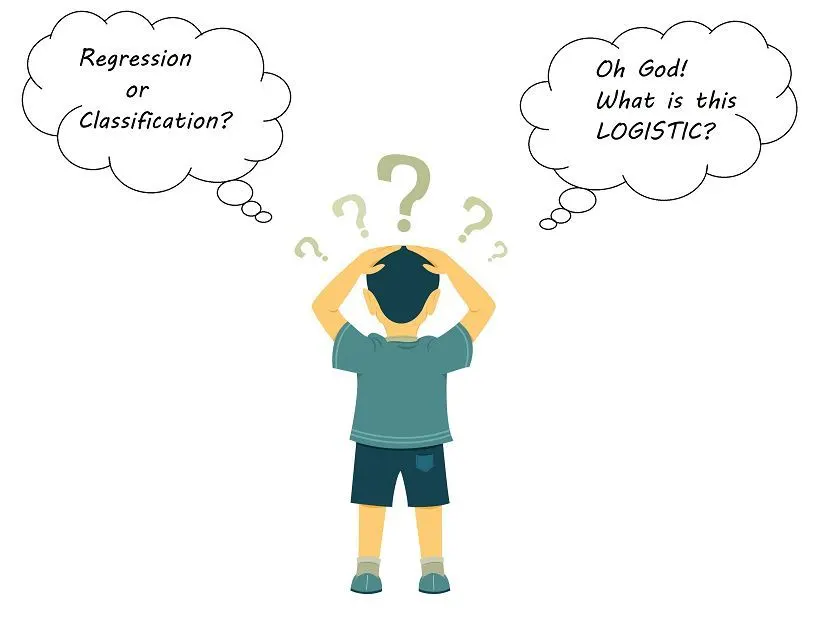 Regression
or
Classification?
Oh God!
What is this
LOGISTIC?
?
?
?
?
?